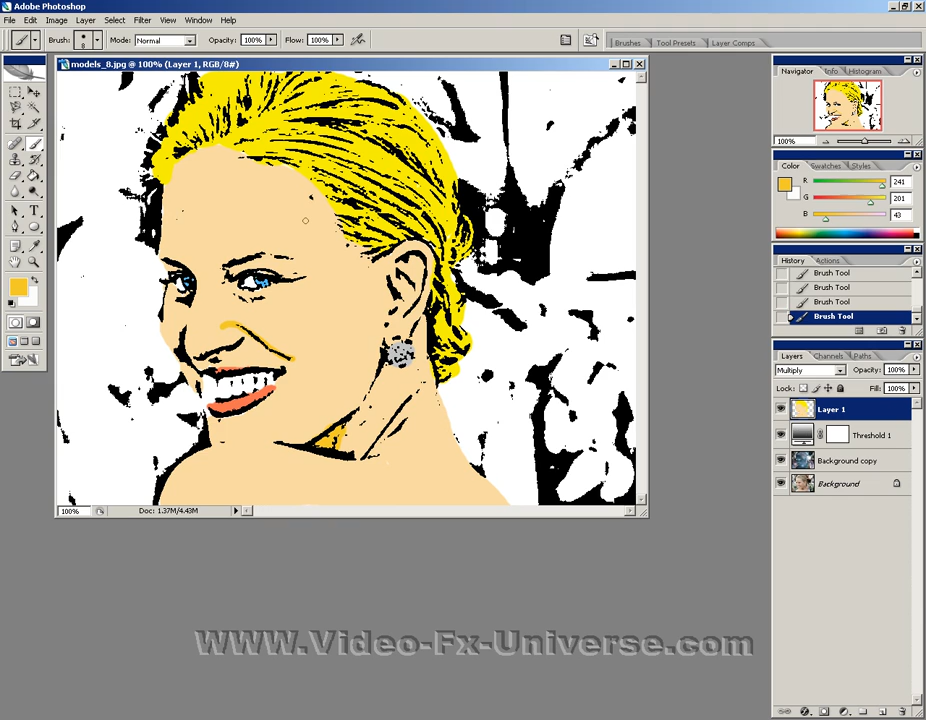 Adobe Photoshop
File Edit Image Layer Select Filter View Window Help
Brush: 8 Mode: Normal Opacity: 100% Flow: 100% Brushes Tool Presets Layer Comps
models_8.jpg @ 100% (Layer 1, RGB/8#)
Navigator Info Histogram
100%
Color Swatches Styles
R 241
G 201
B 43
History Actions
Brush Tool
Brush Tool
Brush Tool
Brush Tool
Layers Channels Paths
Multiply Opacity: 100%
Lock: Fill: 100%
Layer 1
Threshold 1
Background copy
Background
100% Doc: 1.37M/4.43M
WWW.Video-Fx-Universe.com